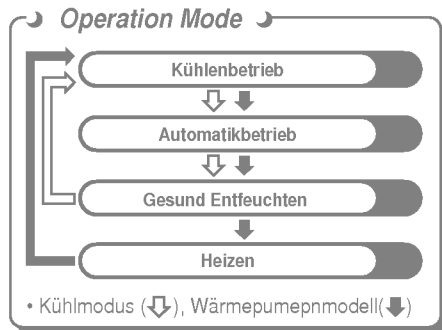 Operation Mode
Kühlenbetrieb
Automatikbetrieb
Gesund Entfeuchten
Heizen
• Kühlmodus (), Wärmepumepnmodell()